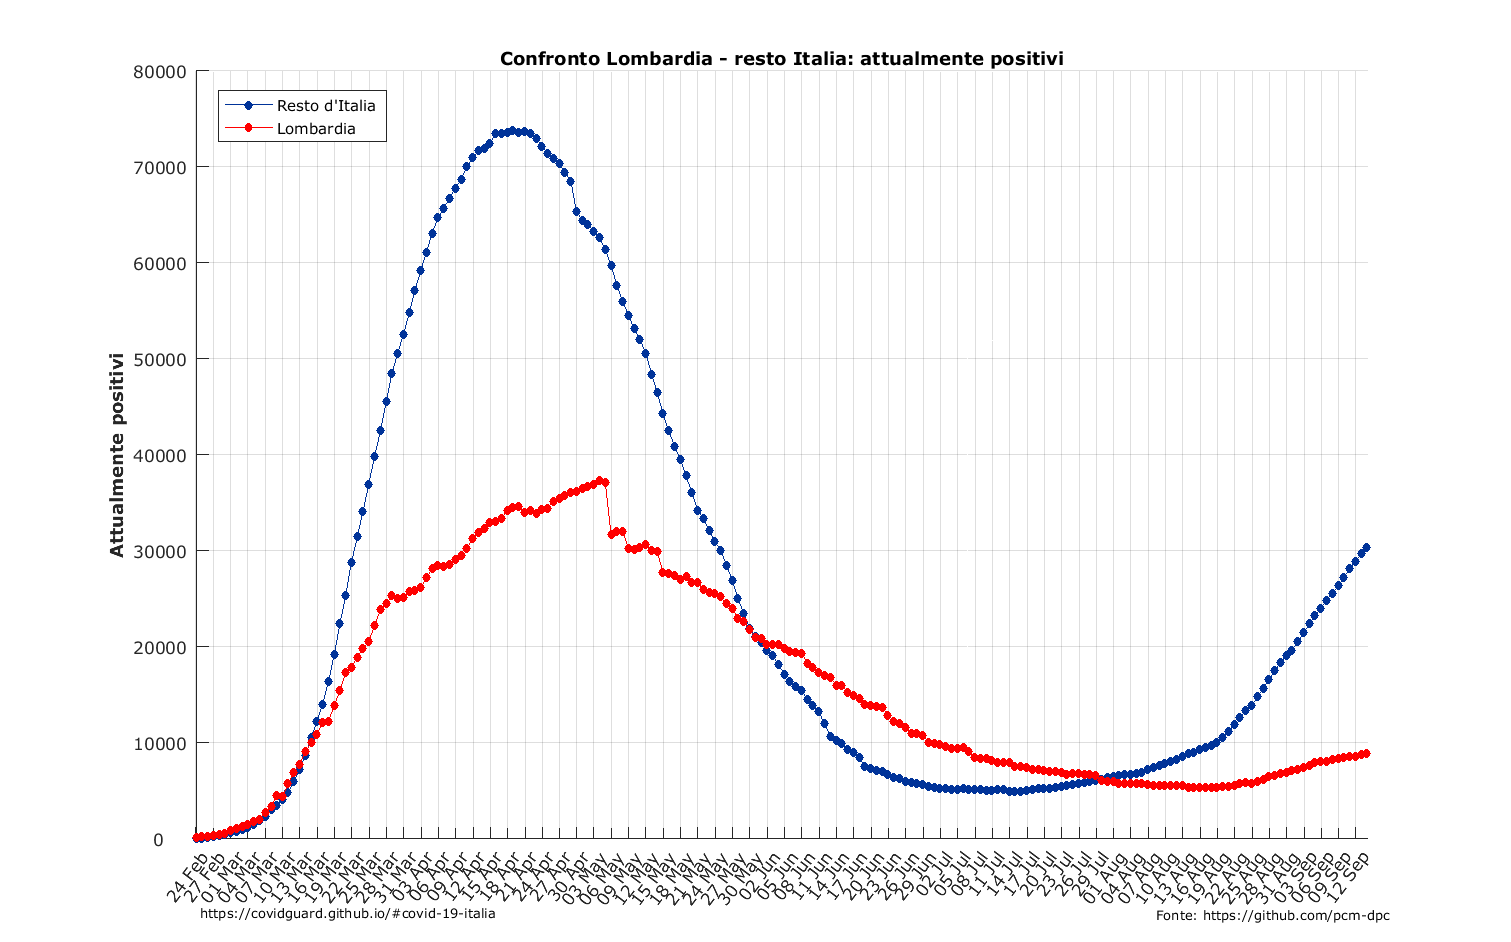 Confronto Lombardia - resto Italia: attualmente positivi
80000
70000
60000
50000
40000
30000
20000
10000
0
Attualmente positivi
Resto d'Italia
Lombardia
24 Feb
27 Feb
01 Mar
04 Mar
07 Mar
10 Mar
13 Mar
16 Mar
19 Mar
22 Mar
25 Mar
28 Mar
31 Mar
03 Apr
06 Apr
09 Apr
12 Apr
15 Apr
18 Apr
21 Apr
24 Apr
27 Apr
30 Apr
03 May
06 May
09 May
12 May
15 May
18 May
21 May
24 May
27 May
30 May
02 Jun
05 Jun
08 Jun
11 Jun
14 Jun
17 Jun
20 Jun
23 Jun
26 Jun
29 Jun
02 Jul
05 Jul
08 Jul
11 Jul
14 Jul
17 Jul
20 Jul
23 Jul
26 Jul
29 Jul
01 Aug
04 Aug
07 Aug
10 Aug
13 Aug
16 Aug
19 Aug
22 Aug
25 Aug
28 Aug
31 Aug
03 Sep
06 Sep
09 Sep
12 Sep
https://covidguard.github.io/#covid-19-italia
Fonte: https://github.com/pcm-dpc